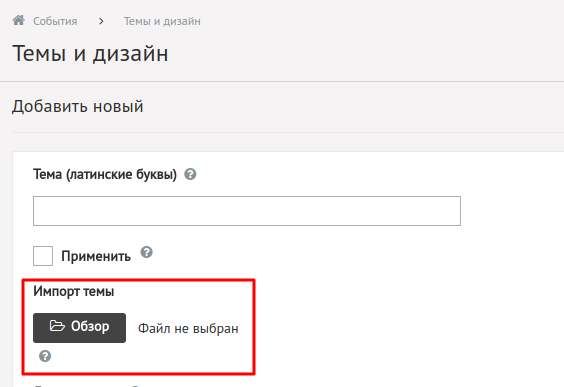 События > Темы и дизайн
Темы и дизайн
Добавить новый
Тема (латинские буквы) ?
Применить ?
Импорт темы
Обзор Файл не выбран
?